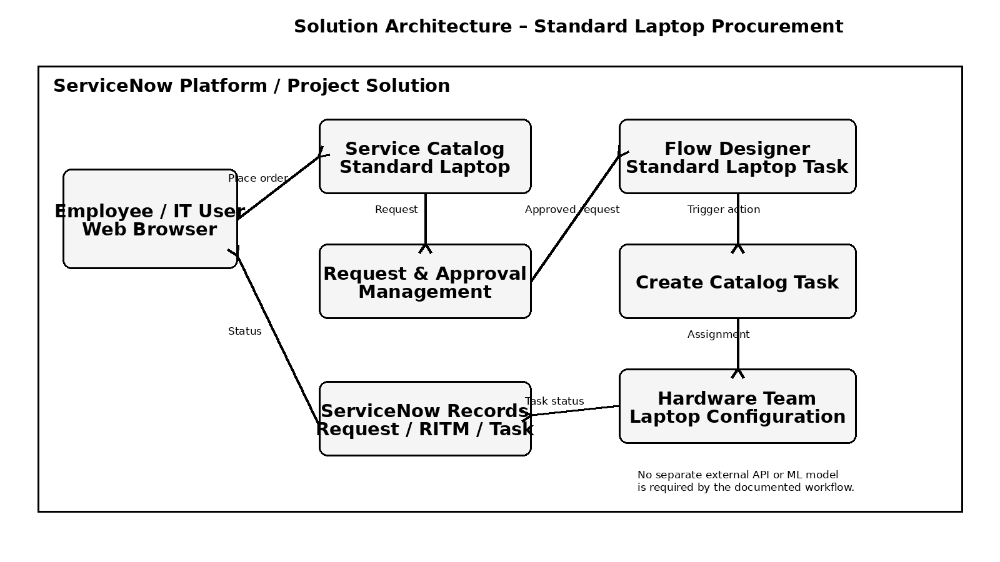 Solution Architecture – Standard Laptop Procurement
ServiceNow Platform / Project Solution
Employee / IT User
Web Browser
Place order
Service Catalog
Standard Laptop
Request
Request & Approval
Management
Approved request
Flow Designer
Standard Laptop Task
Trigger action
Create Catalog Task
Assignment
Hardware Team
Laptop Configuration
Task status
ServiceNow Records
Request / RITM / Task
Status
No separate external API or ML model
is required by the documented workflow.